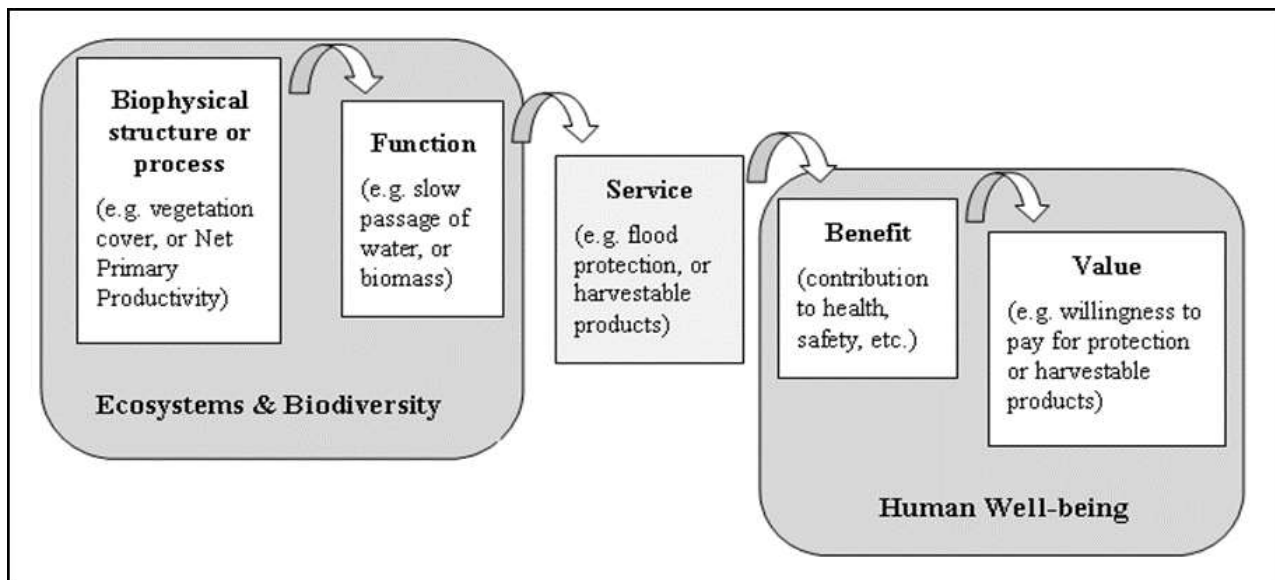 Biophysical
structure or
process
(e.g. vegetation
cover, or Net
Primary
Productivity)
Function
(e.g. slow
passage of
water, or
biomass)
Ecosystems & Biodiversity
Service
(e.g. flood
protection, or
harvestable
products)
Benefit
(contribution
to health,
safety, etc.)
Value
(e.g. willingness to
pay for protection
or harvestable
products)
Human Well-being